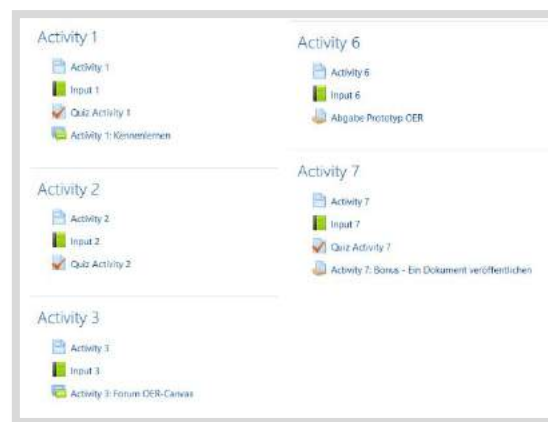 Activity 1
Activity 1
Input 1
Quiz Activity 1
Activity 1: Kennenlernen
Activity 2
Activity 2
Input 2
Quiz Activity 2
Activity 3
Activity 3
Input 3
Activity 3: Forum OER-Canvas
Activity 6
Activity 6
Input 6
Abgabe Prototyp OER
Activity 7
Activity 7
Input 7
Quiz Activity 7
Activity 7: Bonus - Ein Dokument veröffentlichen